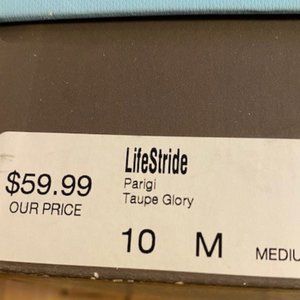 LifeStride
Parigi
Taupe Glory
$59.99
OUR PRICE
10 M